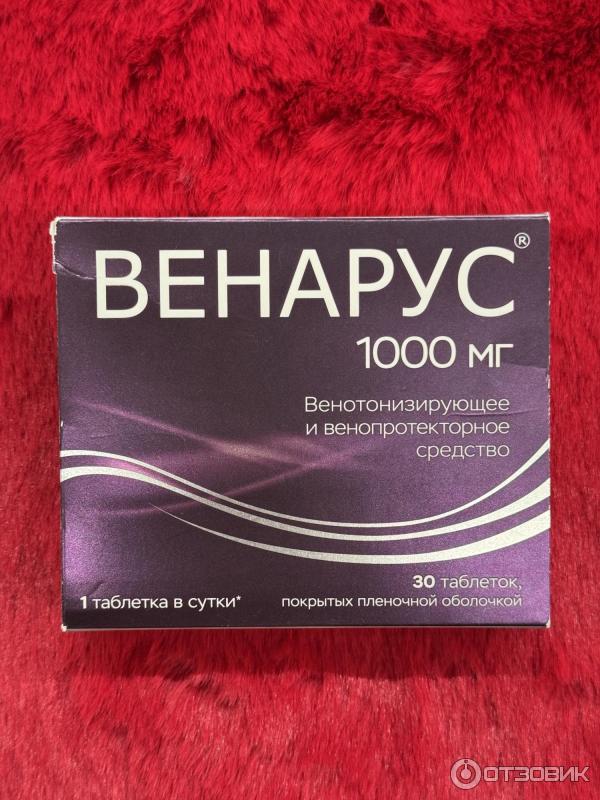 ВЕНАРУС®
1000 мг
Венотонизирующее
и венопротекторное
средство
30 таблеток,
1 таблетка в сутки* покрытых пленочной оболочкой
ОТЗОВИК